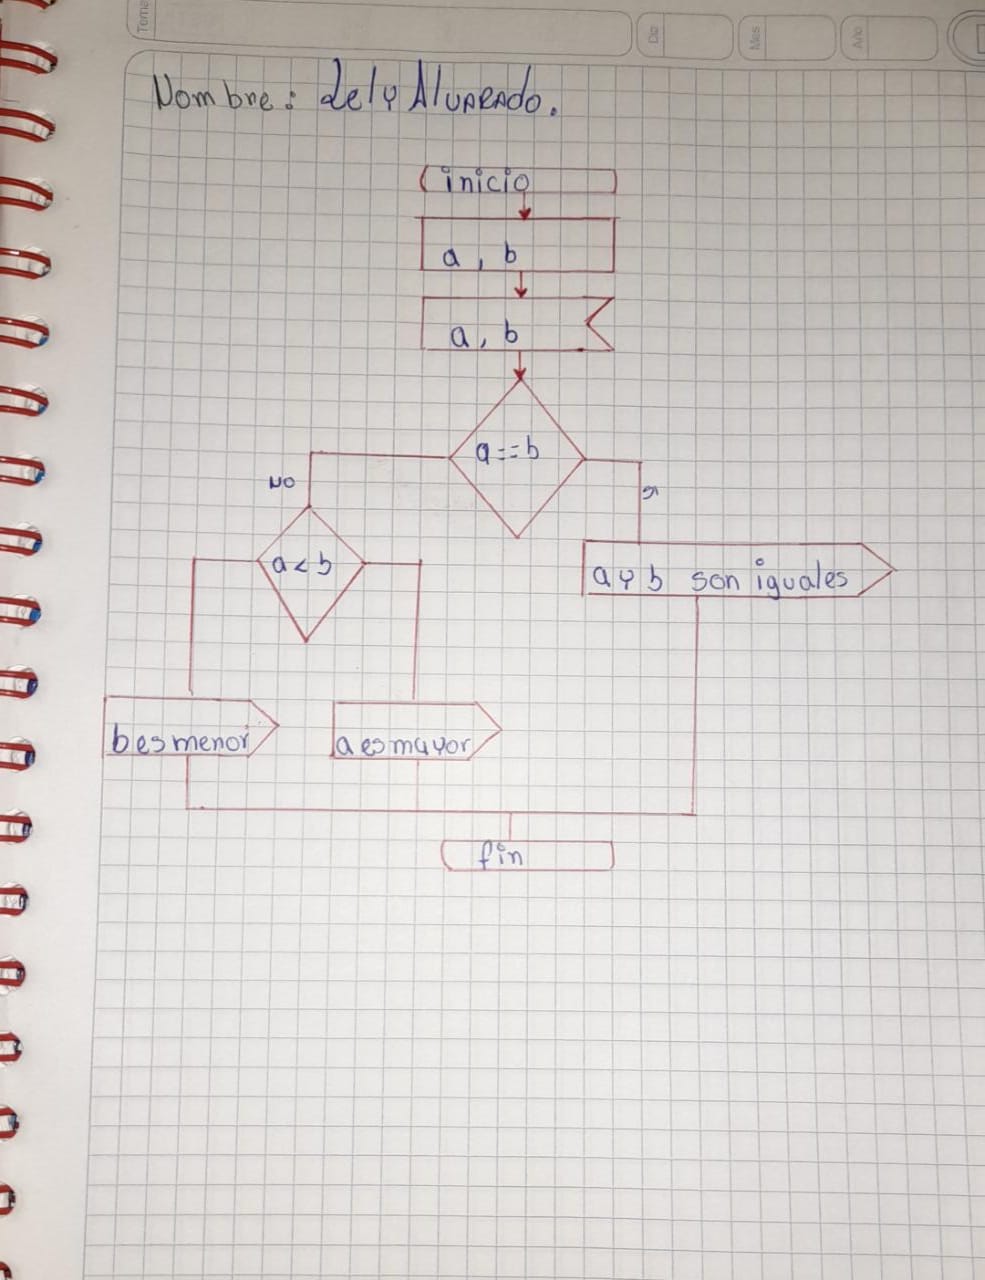 Tema
Día
Mes
Año
Nombre: Lely Alvarado.
inicio
a, b
a, b
a==b
NO
si
a<b
a y b son iguales
b es menor
a es mayor
fin